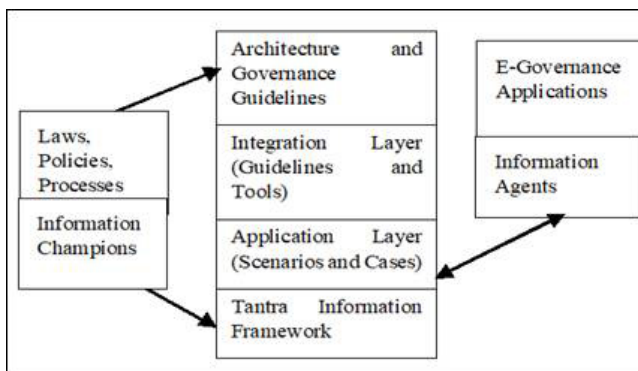 Laws,
Policies,
Processes
Information
Champions
Architecture and
Governance
Guidelines
Integration Layer
(Guidelines and
Tools)
Application Layer
(Scenarios and Cases)
Tantra Information
Framework
E-Governance
Applications
Information
Agents